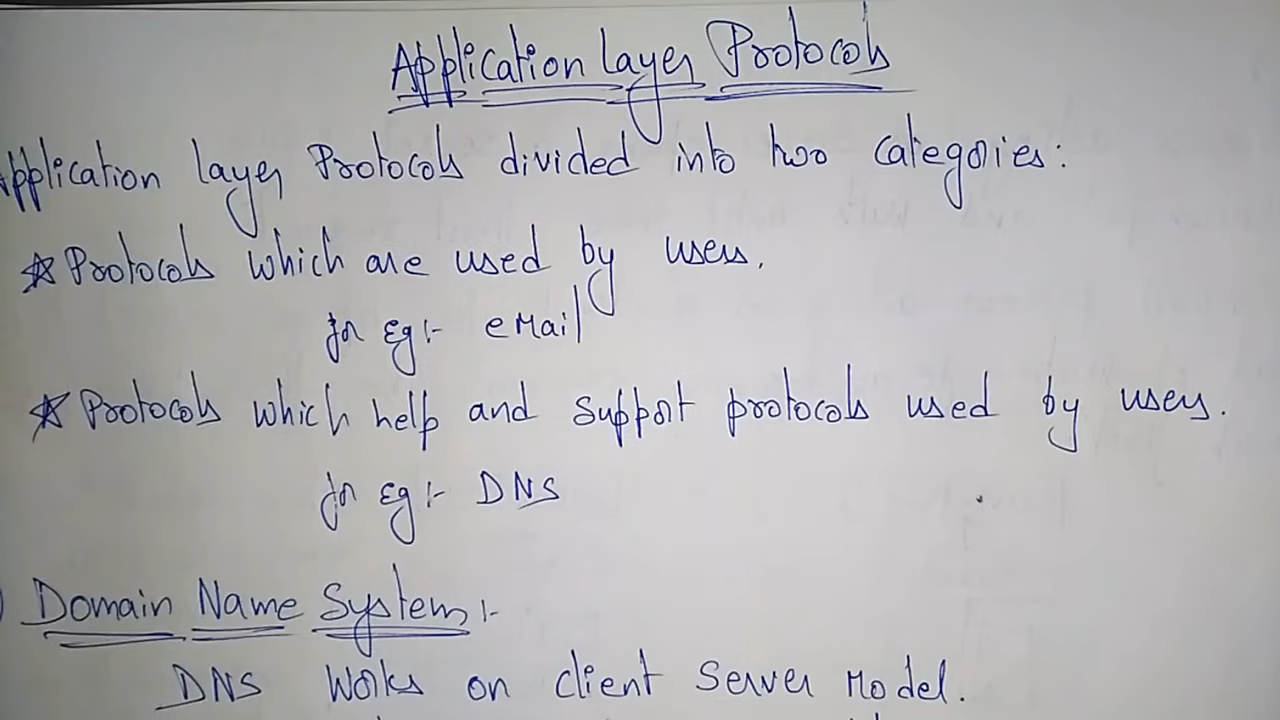 Application layer Protocols
Application layer Protocols divided into two categories:
☆ Protocols which are used by users.
for Eg:- eMail
☆ Protocols which help and support protocols used by users.
for Eg:- DNS
) Domain Name System:-
DNS Works on client Server Model.